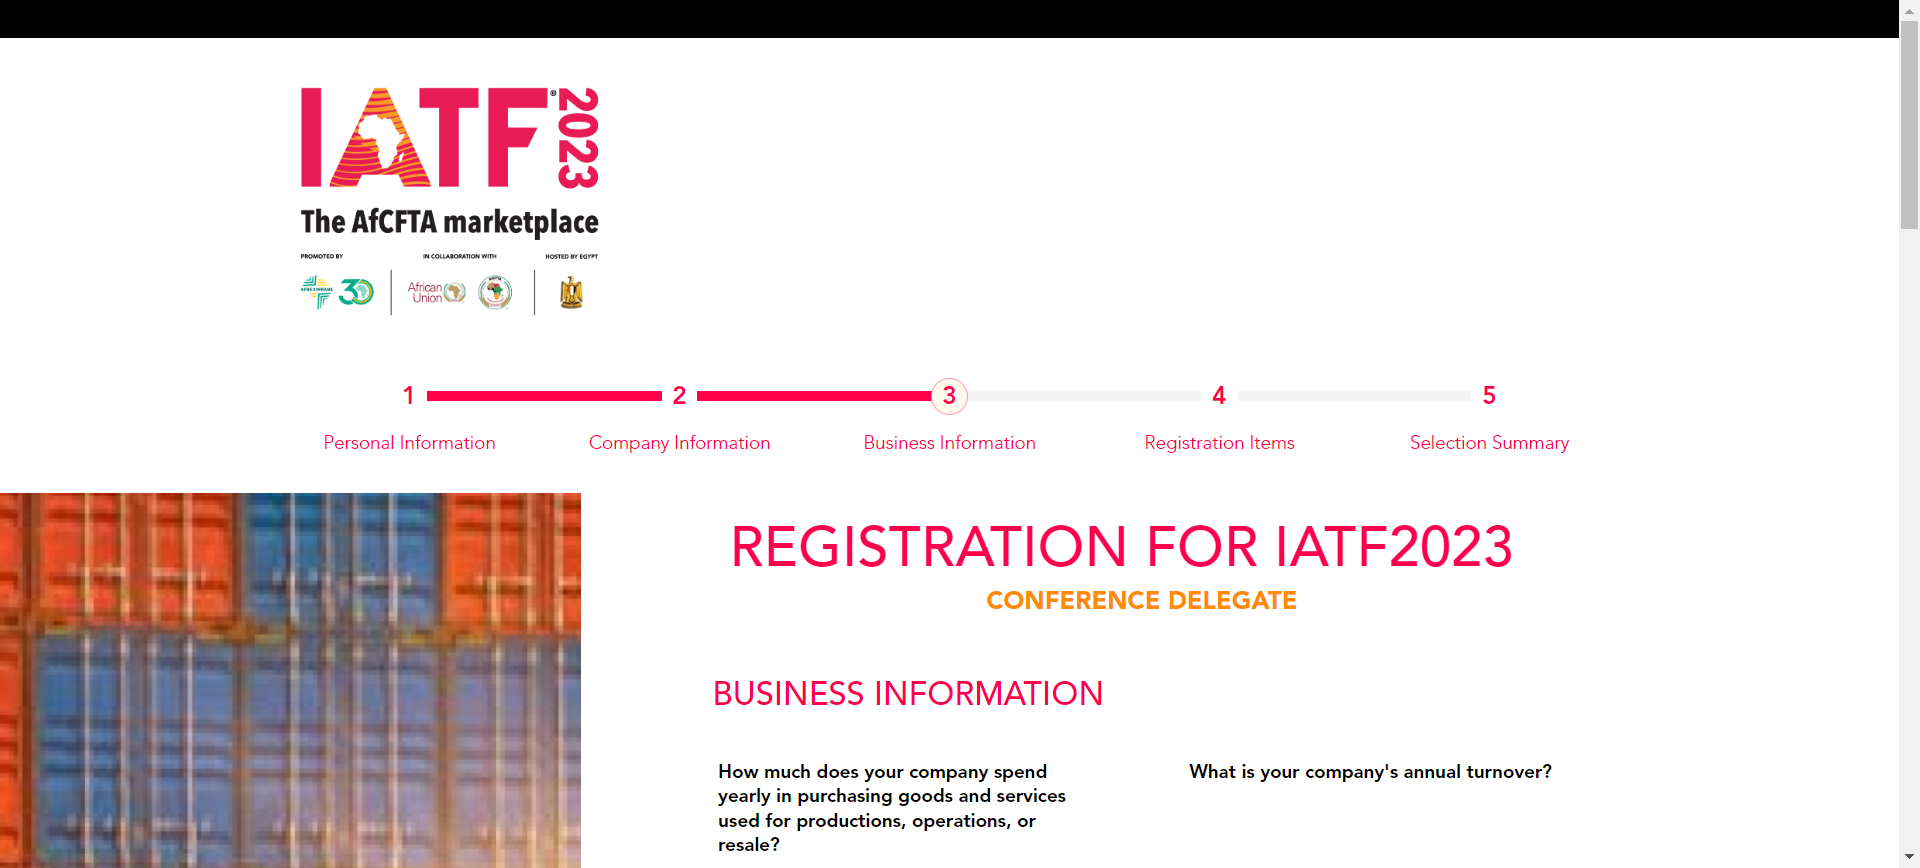 IATF® 2023
The AfCFTA marketplace
PROMOTED BY
IN COLLABORATION WITH
HOSTED BY EGYPT
AFREXIMBANK
30
African
Union
1
2
3
4
5
Personal Information
Company Information
Business Information
Registration Items
Selection Summary
REGISTRATION FOR IATF2023
CONFERENCE DELEGATE
BUSINESS INFORMATION
How much does your company spend
yearly in purchasing goods and services
used for productions, operations, or
resale?
What is your company's annual turnover?